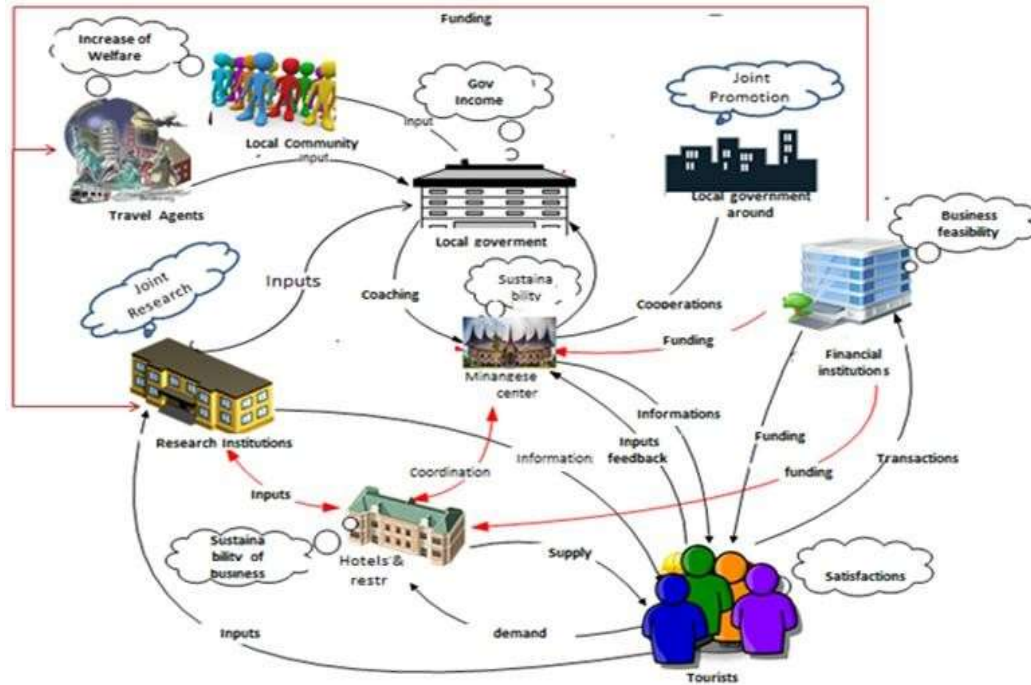 Funding
Increase of
Welfare
Gov
Income
Joint
Promotion
Input
Local Community
input
Travel Agents
Local goverment
Local government
around
Business
feasibility
Joint
Research
Inputs
Coaching
Sustaina
bility
Cooperations
Funding
Minangese
center
Financial
institutions
Research Institutions
Informations
Inputs
feedback
Information
Funding
Transactions
Coordination
funding
Inputs
Sustaina
bility of
business
Hotels &
restr
Supply
Satisfactions
Inputs
demand
Tourists